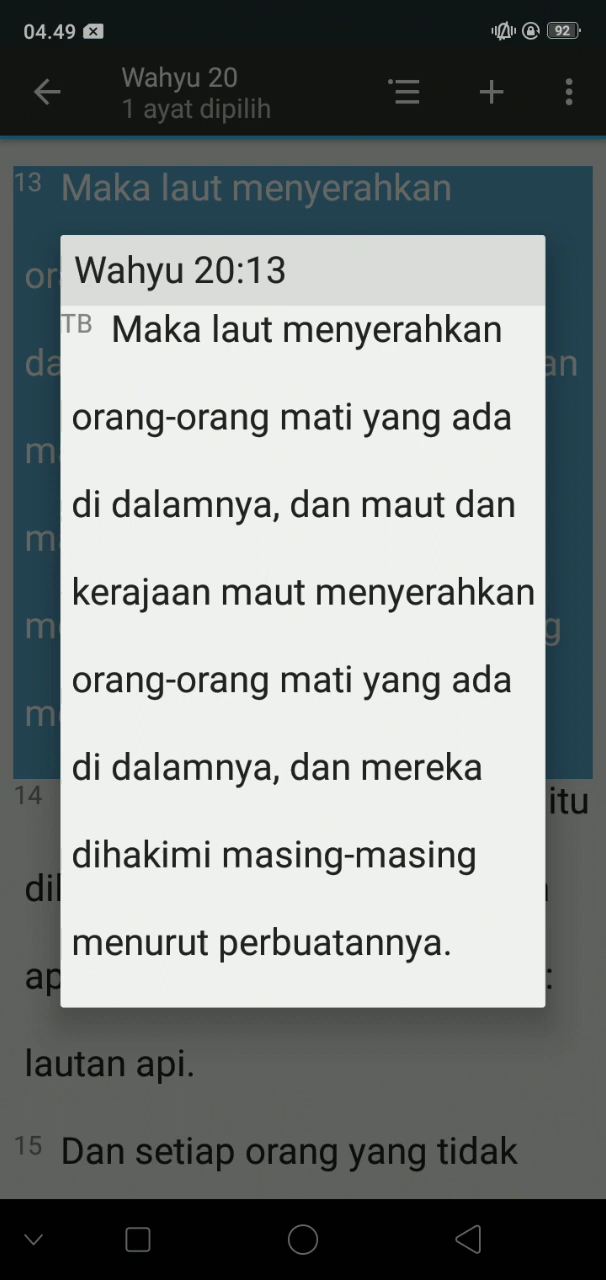 04.49
92
Wahyu 20
1 ayat dipilih
13 Maka laut menyerahkan
Wahyu 20:13
TB Maka laut menyerahkan
orang-orang mati yang ada
di dalamnya, dan maut dan
kerajaan maut menyerahkan
orang-orang mati yang ada
di dalamnya, dan mereka
dihakimi masing-masing
menurut perbuatannya.
14 itu
lautan api.
15 Dan setiap orang yang tidak